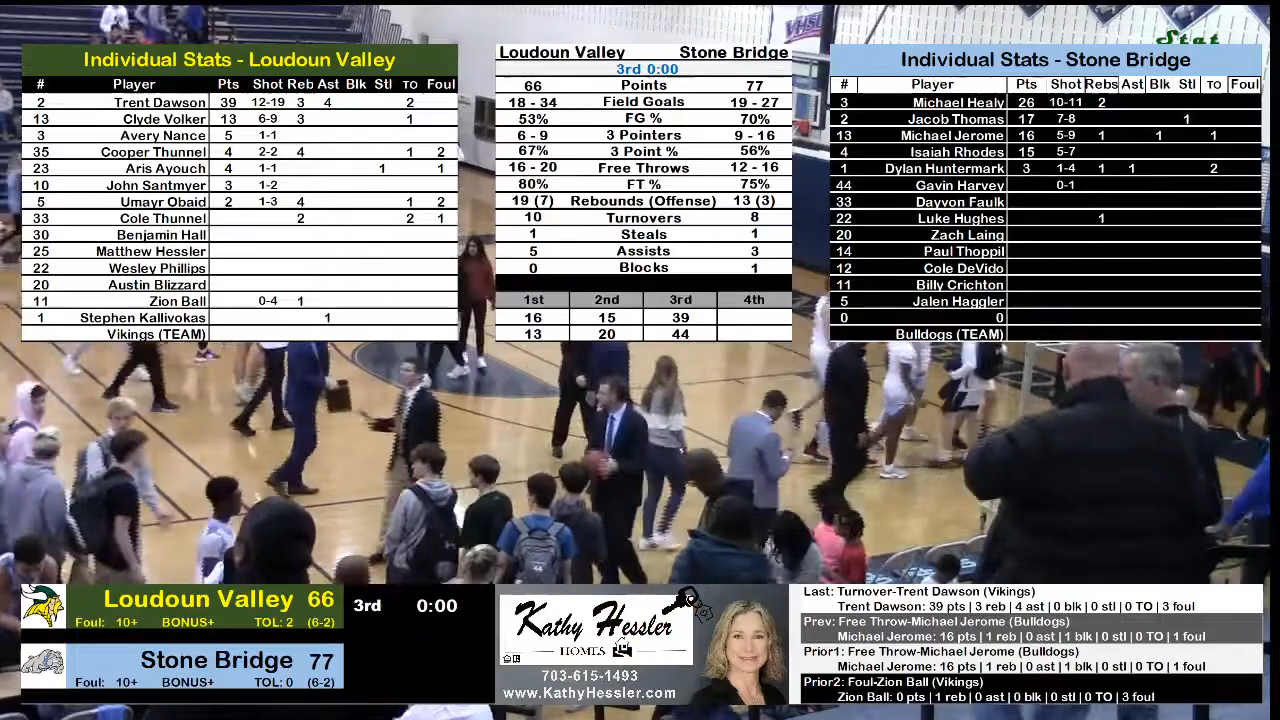 Individual Stats - Loudoun Valley
# Player Pts Shot Reb Ast Blk Stl TO Foul
2 Trent Dawson 39 12-19 3 4 2
13 Clyde Volker 13 6-9 3 1
3 Avery Nance 5 1-1
35 Cooper Thunnel 4 2-2 4 1 2
23 Aris Ayouch 4 1-1 1 1
10 John Santmyer 3 1-2
5 Umayr Obaid 2 1-3 4 1 2
33 Cole Thunnel 2 2 1
30 Benjamin Hall
25 Matthew Hessler
22 Wesley Phillips
20 Austin Blizzard
11 Zion Ball 0-4 1
1 Stephen Kallivokas 1
Vikings (TEAM)
Loudoun Valley Stone Bridge
3rd 0:00
66 Points 77
18 - 34 Field Goals 19 - 27
53% FG % 70%
6 - 9 3 Pointers 9 - 16
67% 3 Point % 56%
16 - 20 Free Throws 12 - 16
80% FT % 75%
19 (7) Rebounds (Offense) 13 (3)
10 Turnovers 8
1 Steals 1
5 Assists 3
0 Blocks 1
1st 2nd 3rd 4th
16 15 39
13 20 44
VHSL
Stat
Individual Stats - Stone Bridge
# Player Pts Shot Rebs Ast Blk Stl TO Foul
3 Michael Healy 26 10-11 2
2 Jacob Thomas 17 7-8 1
13 Michael Jerome 16 5-9 1 1 1
4 Isaiah Rhodes 15 5-7
1 Dylan Huntermark 3 1-4 1 1 2
44 Gavin Harvey 0-1
33 Dayvon Faulk
22 Luke Hughes 1
20 Zach Laing
14 Paul Thoppil
12 Cole DeVido
11 Billy Crichton
5 Jalen Haggler
0 0
Bulldogs (TEAM)
Loudoun Valley 66
Foul: 10+ BONUS+ TOL: 2 (6-2)
3rd 0:00
Stone Bridge 77
Foul: 10+ BONUS+ TOL: 0 (6-2)
Kathy Hessler
HOMES
703-615-1493
www.KathyHessler.com
Last: Turnover-Trent Dawson (Vikings)
Trent Dawson: 39 pts | 3 reb | 4 ast | 0 blk | 0 stl | 0 TO | 3 foul
Prev: Free Throw-Michael Jerome (Bulldogs)
Michael Jerome: 16 pts | 1 reb | 0 ast | 1 blk | 0 stl | 0 TO | 1 foul
Prior1: Free Throw-Michael Jerome (Bulldogs)
Michael Jerome: 16 pts | 1 reb | 0 ast | 1 blk | 0 stl | 0 TO | 1 foul
Prior2: Foul-Zion Ball (Vikings)
Zion Ball: 0 pts | 1 reb | 0 ast | 0 blk | 0 stl | 0 TO | 3 foul